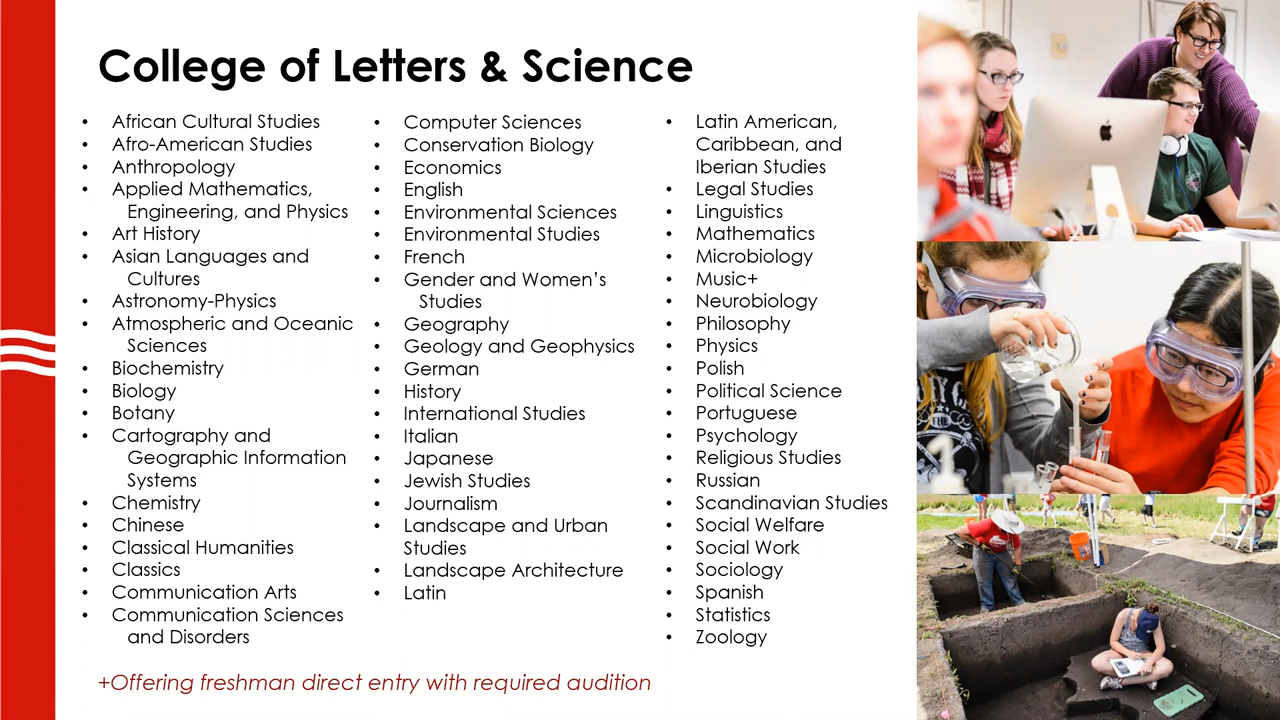 College of Letters & Science
• African Cultural Studies
• Afro-American Studies
• Anthropology
• Applied Mathematics,
Engineering, and Physics
• Art History
• Asian Languages and
Cultures
• Astronomy-Physics
• Atmospheric and Oceanic
Sciences
• Biochemistry
• Biology
• Botany
• Cartography and
Geographic Information
Systems
• Chemistry
• Chinese
• Classical Humanities
• Classics
• Communication Arts
• Communication Sciences
and Disorders
• Computer Sciences
• Conservation Biology
• Economics
• English
• Environmental Sciences
• Environmental Studies
• French
• Gender and Women’s
Studies
• Geography
• Geology and Geophysics
• German
• History
• International Studies
• Italian
• Japanese
• Jewish Studies
• Journalism
• Landscape and Urban
Studies
• Landscape Architecture
• Latin
• Latin American,
Caribbean, and
Iberian Studies
• Legal Studies
• Linguistics
• Mathematics
• Microbiology
• Music+
• Neurobiology
• Philosophy
• Physics
• Polish
• Political Science
• Portuguese
• Psychology
• Religious Studies
• Russian
• Scandinavian Studies
• Social Welfare
• Social Work
• Sociology
• Spanish
• Statistics
• Zoology
+Offering freshman direct entry with required audition